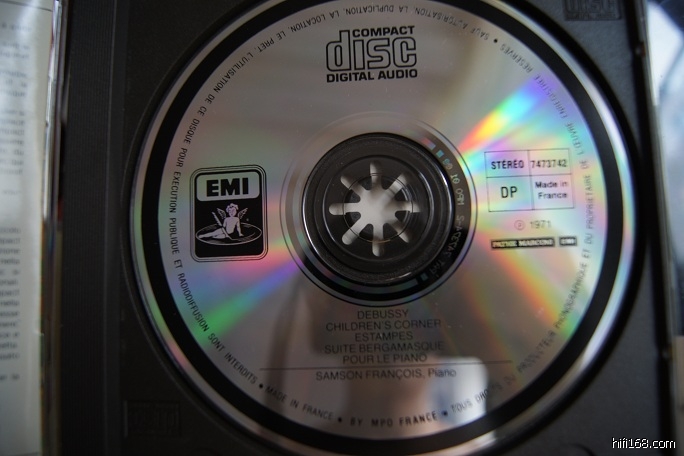 COMPACT
disc
DIGITAL AUDIO
EMI
STÉRÉO 7473742
DP Made in
France
℗ 1971
PATHE MARCONI EMI
DEBUSSY
CHILDREN'S CORNER
ESTAMPES
SUITE BERGAMASQUE
POUR LE PIANO
SAMSON FRANÇOIS, Piano
• MADE IN FRANCE • BY MPO FRANCE • TOUS DROITS DU PRODUCTEUR PHONOGRAPHIQUE ET DU PROPRIETAIRE DE L'ŒUVRE ENREGISTREE RESERVES • SAUF AUTORISATION, LA DUPLICATION, LA LOCATION, LE PRET, L'UTILISATION DE CE DISQUE POUR EXECUTION PUBLIQUE ET RADIODIFFUSION SONT INTERDITS
hifi168.com